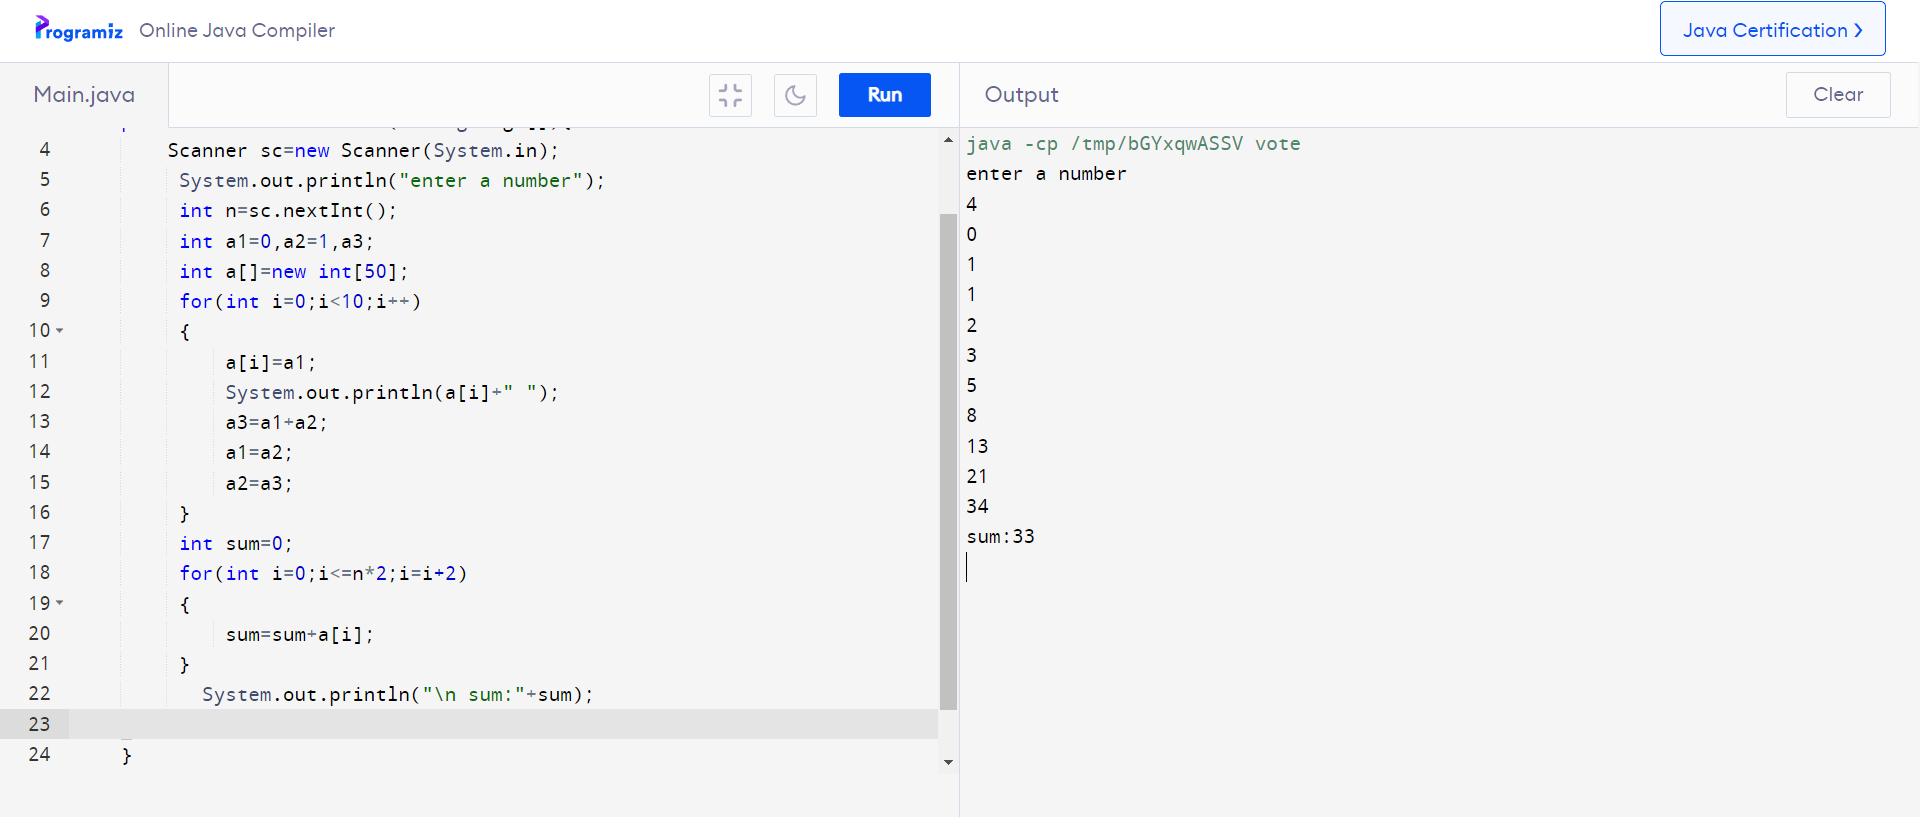 Programiz Online Java Compiler
Java Certification >
Main.java
Run
Output
Clear
4 Scanner sc=new Scanner(System.in);
5 System.out.println("enter a number");
6 int n=sc.nextInt();
7 int a1=0,a2=1,a3;
8 int a[]=new int[50];
9 for(int i=0;i<10;i++)
10 {
11 a[i]=a1;
12 System.out.println(a[i]+" ");
13 a3=a1+a2;
14 a1=a2;
15 a2=a3;
16 }
17 int sum=0;
18 for(int i=0;i<=n*2;i=i+2)
19 {
20 sum=sum+a[i];
21 }
22 System.out.println("\n sum:"+sum);
23
24 }
java -cp /tmp/bGYxqwASSV vote
enter a number
4
0
1
1
2
3
5
8
13
21
34
sum:33